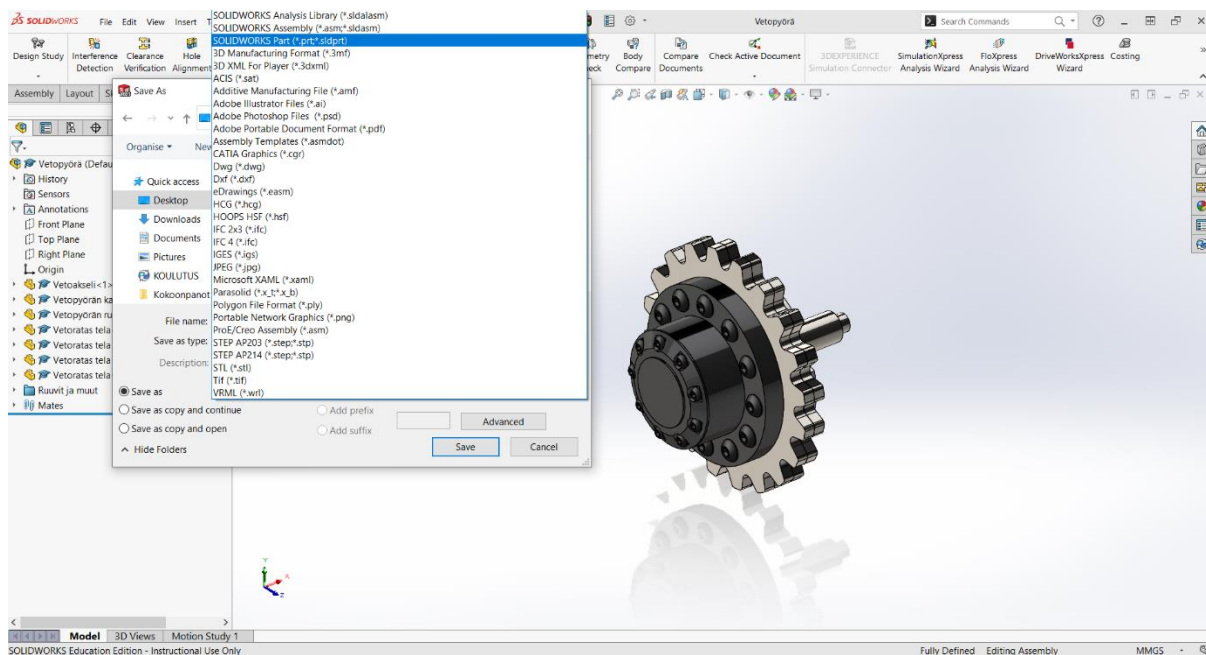 SOLIDWORKS File Edit View Insert
Vetopyörä
Search Commands
Design Study
Interference Detection
Clearance Verification
Hole Alignment
Body Compare
Compare Documents
Check Active Document
3DEXPERIENCE Simulation Connector
SimulationXpress Analysis Wizard
FloXpress Analysis Wizard
DriveWorksXpress Wizard
Costing
Assembly Layout
Vetopyörä (Defau
History
Sensors
Annotations
Front Plane
Top Plane
Right Plane
Origin
Vetoakseli<1>
Vetopyörän ka
Vetopyörän ru
Vetoratas tela
Vetoratas tela
Vetoratas tela
Ruuvit ja muut
Mates
Save As
Organise
New
Quick access
Desktop
Downloads
Documents
Pictures
KOULUTUS
Kokoonpanot
File name:
Save as type:
Description:
SOLIDWORKS Analysis Library (*.sldalasm)
SOLIDWORKS Assembly (*.asm;*.sldasm)
SOLIDWORKS Part (*.prt;*.sldprt)
3D Manufacturing Format (*.3mf)
3D XML For Player (*.3dxml)
ACIS (*.sat)
Additive Manufacturing File (*.amf)
Adobe Illustrator Files (*.ai)
Adobe Photoshop Files (*.psd)
Adobe Portable Document Format (*.pdf)
Assembly Templates (*.asmdot)
CATIA Graphics (*.cgr)
Dwg (*.dwg)
Dxf (*.dxf)
eDrawings (*.easm)
HCG (*.hcg)
HOOPS HSF (*.hsf)
IFC 2x3 (*.ifc)
IFC 4 (*.ifc)
IGES (*.igs)
JPEG (*.jpg)
Microsoft XAML (*.xaml)
Parasolid (*.x_t;*.x_b)
Polygon File Format (*.ply)
Portable Network Graphics (*.png)
ProE/Creo Assembly (*.asm)
STEP AP203 (*.step;*.stp)
STEP AP214 (*.step;*.stp)
STL (*.stl)
Tif (*.tif)
VRML (*.wrl)
Save as
Save as copy and continue
Save as copy and open
Add prefix
Add suffix
Advanced
Hide Folders
Save
Cancel
Y
X
Z
Model 3D Views Motion Study 1
SOLIDWORKS Education Edition - Instructional Use Only
Fully Defined Editing Assembly MMGS